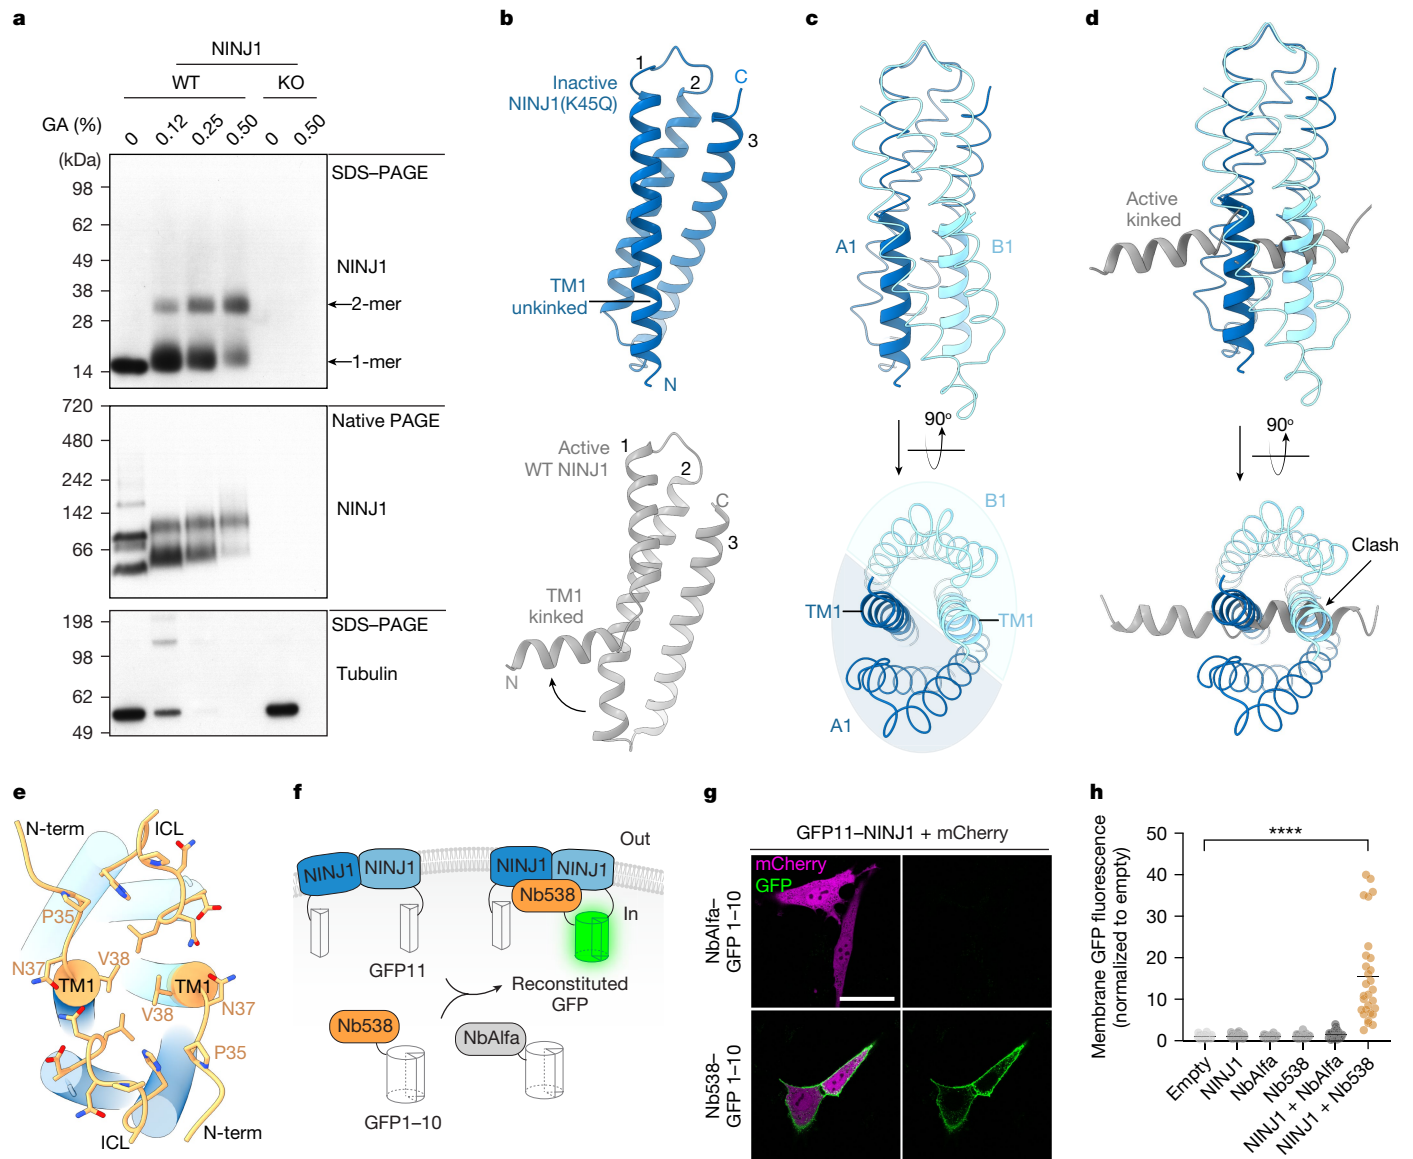 a
NINJ1
WT
KO
GA (%)
0
0.12
0.25
0.50
0
0.50
(kDa)
98
62
49
38
28
14
SDS–PAGE
NINJ1
2-mer
1-mer
720
480
242
142
66
Native PAGE
NINJ1
198
98
62
49
SDS–PAGE
Tubulin
b
Inactive
NINJ1(K45Q)
1
2
C
3
TM1
unkinked
N
Active
WT NINJ1
1
2
C
3
TM1
kinked
N
c
A1
B1
90°
B1
TM1
TM1
A1
d
Active
kinked
90°
Clash
e
N-term
ICL
P35
N37
V38
TM1
TM1
V38
N37
P35
ICL
N-term
f
NINJ1
NINJ1
NINJ1
NINJ1
Out
Nb538
In
GFP11
Reconstituted
GFP
Nb538
NbAlfa
GFP1–10
g
GFP11–NINJ1 + mCherry
mCherry
GFP
NbAlfa–
GFP 1–10
Nb538–
GFP 1–10
h
Membrane GFP fluorescence
(normalized to empty)
50
40
30
20
10
0
****
Empty
NINJ1
NbAlfa
Nb538
NINJ1 + NbAlfa
NINJ1 + Nb538